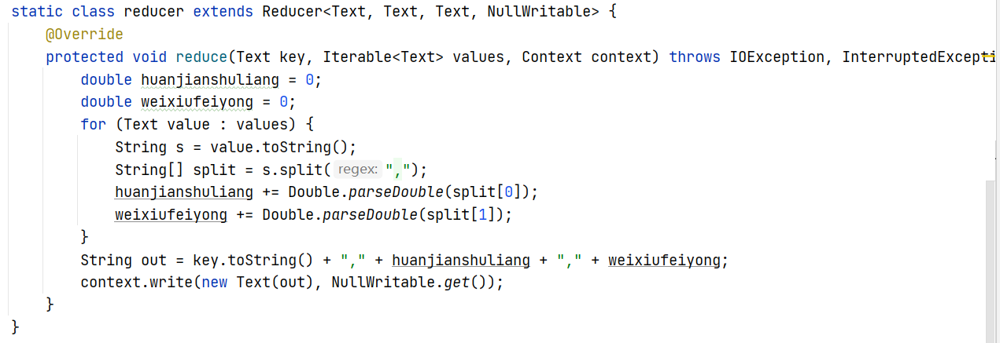 static class reducer extends Reducer<Text, Text, Text, NullWritable> {
@Override
protected void reduce(Text key, Iterable<Text> values, Context context) throws IOException, InterruptedExcepti
double huanjianshuliang = 0;
double weixiufeiyong = 0;
for (Text value : values) {
String s = value.toString();
String[] split = s.split( regex: ",");
huanjianshuliang += Double.parseDouble(split[0]);
weixiufeiyong += Double.parseDouble(split[1]);
}
String out = key.toString() + "," + huanjianshuliang + "," + weixiufeiyong;
context.write(new Text(out), NullWritable.get());
}
}